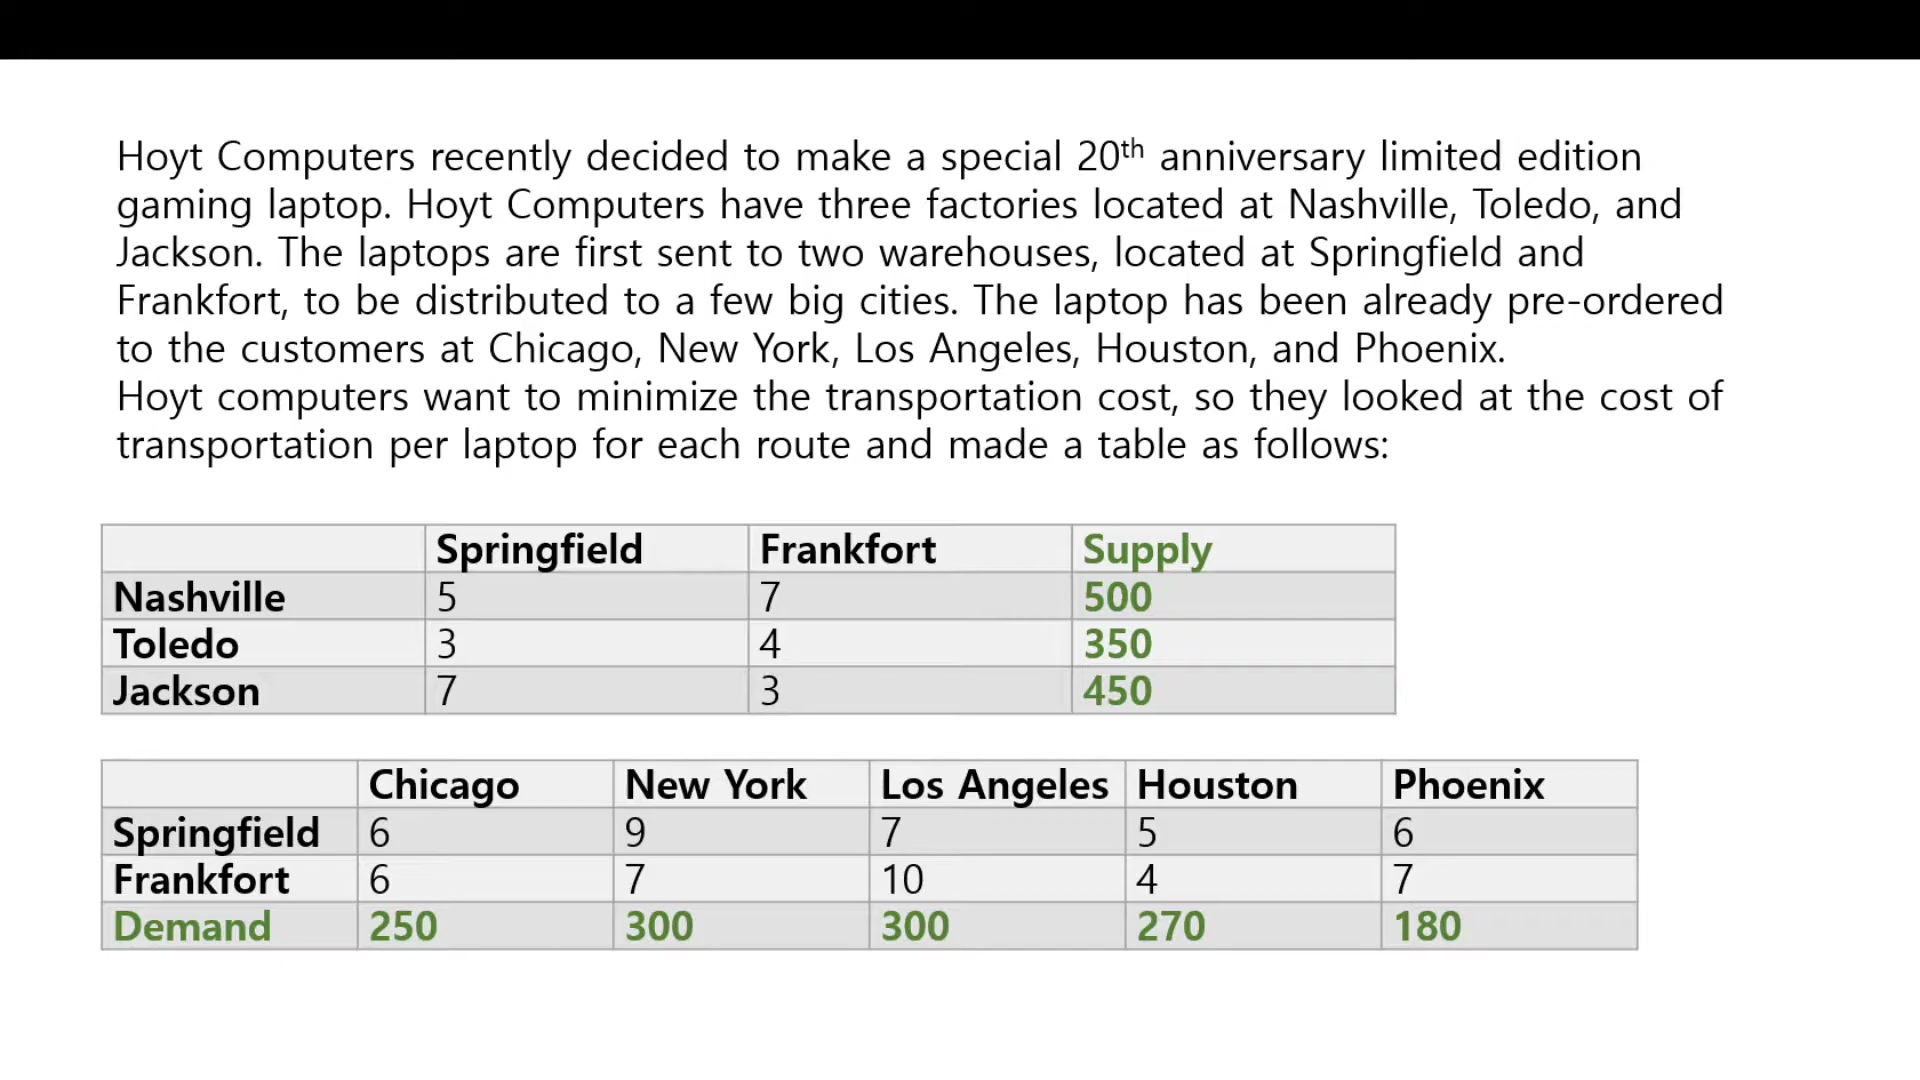 Hoyt Computers recently decided to make a special 20th anniversary limited edition
gaming laptop. Hoyt Computers have three factories located at Nashville, Toledo, and
Jackson. The laptops are first sent to two warehouses, located at Springfield and
Frankfort, to be distributed to a few big cities. The laptop has been already pre-ordered
to the customers at Chicago, New York, Los Angeles, Houston, and Phoenix.
Hoyt computers want to minimize the transportation cost, so they looked at the cost of
transportation per laptop for each route and made a table as follows:
Springfield Frankfort Supply
Nashville 5 7 500
Toledo 3 4 350
Jackson 7 3 450
Chicago New York Los Angeles Houston Phoenix
Springfield 6 9 7 5 6
Frankfort 6 7 10 4 7
Demand 250 300 300 270 180